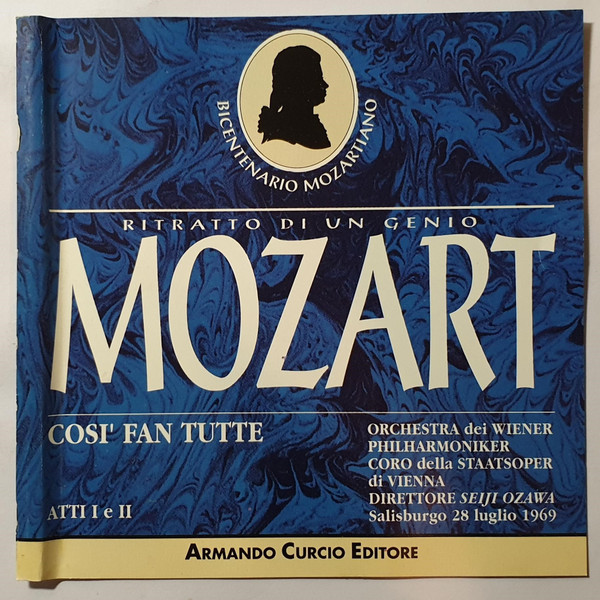 BICENTENARIO MOZARTIANO
RITRATTO DI UN GENIO
MOZART
COSI' FAN TUTTE
ATTI I e II
ORCHESTRA dei WIENER
PHILHARMONIKER
CORO della STAATSOPER
di VIENNA
DIRETTORE SEIJI OZAWA
Salisburgo 28 luglio 1969
ARMANDO CURCIO EDITORE